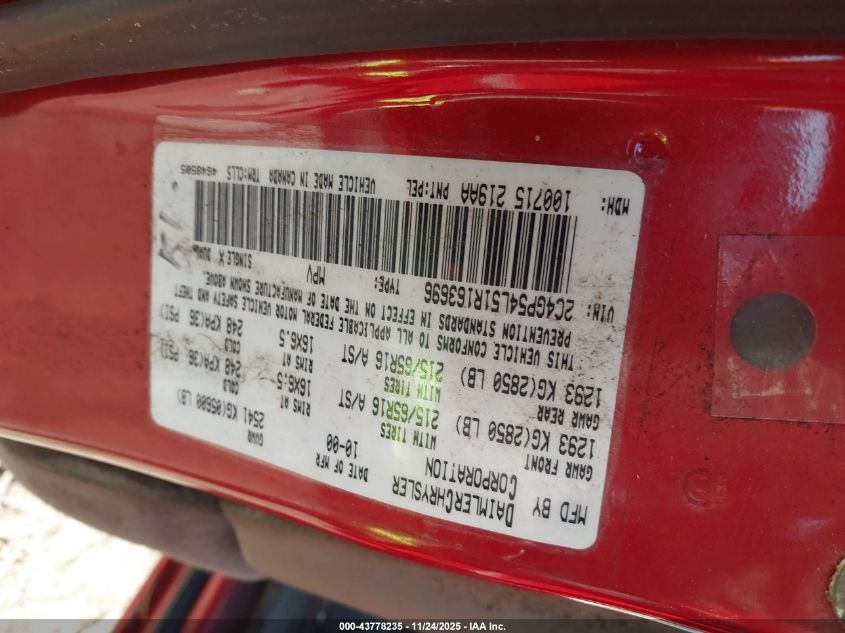 MFD BY DAIMLERCHRYSLER CORPORATION
DATE OF MFR 10-00
GVWR 2541 KG(05600 LB)
GAWR FRONT 1293 KG(2850 LB)
WITH TIRES 215/65R16 A/ST
RIMS AT 16X6.5
COLD 248 KPA(36 PSI)
GAWR REAR 1293 KG(2850 LB)
WITH TIRES 215/65R16 A/ST
RIMS AT 16X6.5
COLD 248 KPA(36 PSI)
THIS VEHICLE CONFORMS TO ALL APPLICABLE FEDERAL MOTOR VEHICLE SAFETY AND THEFT
PREVENTION STANDARDS IN EFFECT ON THE DATE OF MANUFACTURE SHOWN ABOVE.
VIN: 2C4GP54L51R163696
TYPE: MPV
SINGLE X DUAL
MDH: 100715 219AA PNT:PEL
VEHICLE MADE IN CANADA TRM:CLL5
4648505
000-43778235 - 11/24/2025 - IAA Inc.